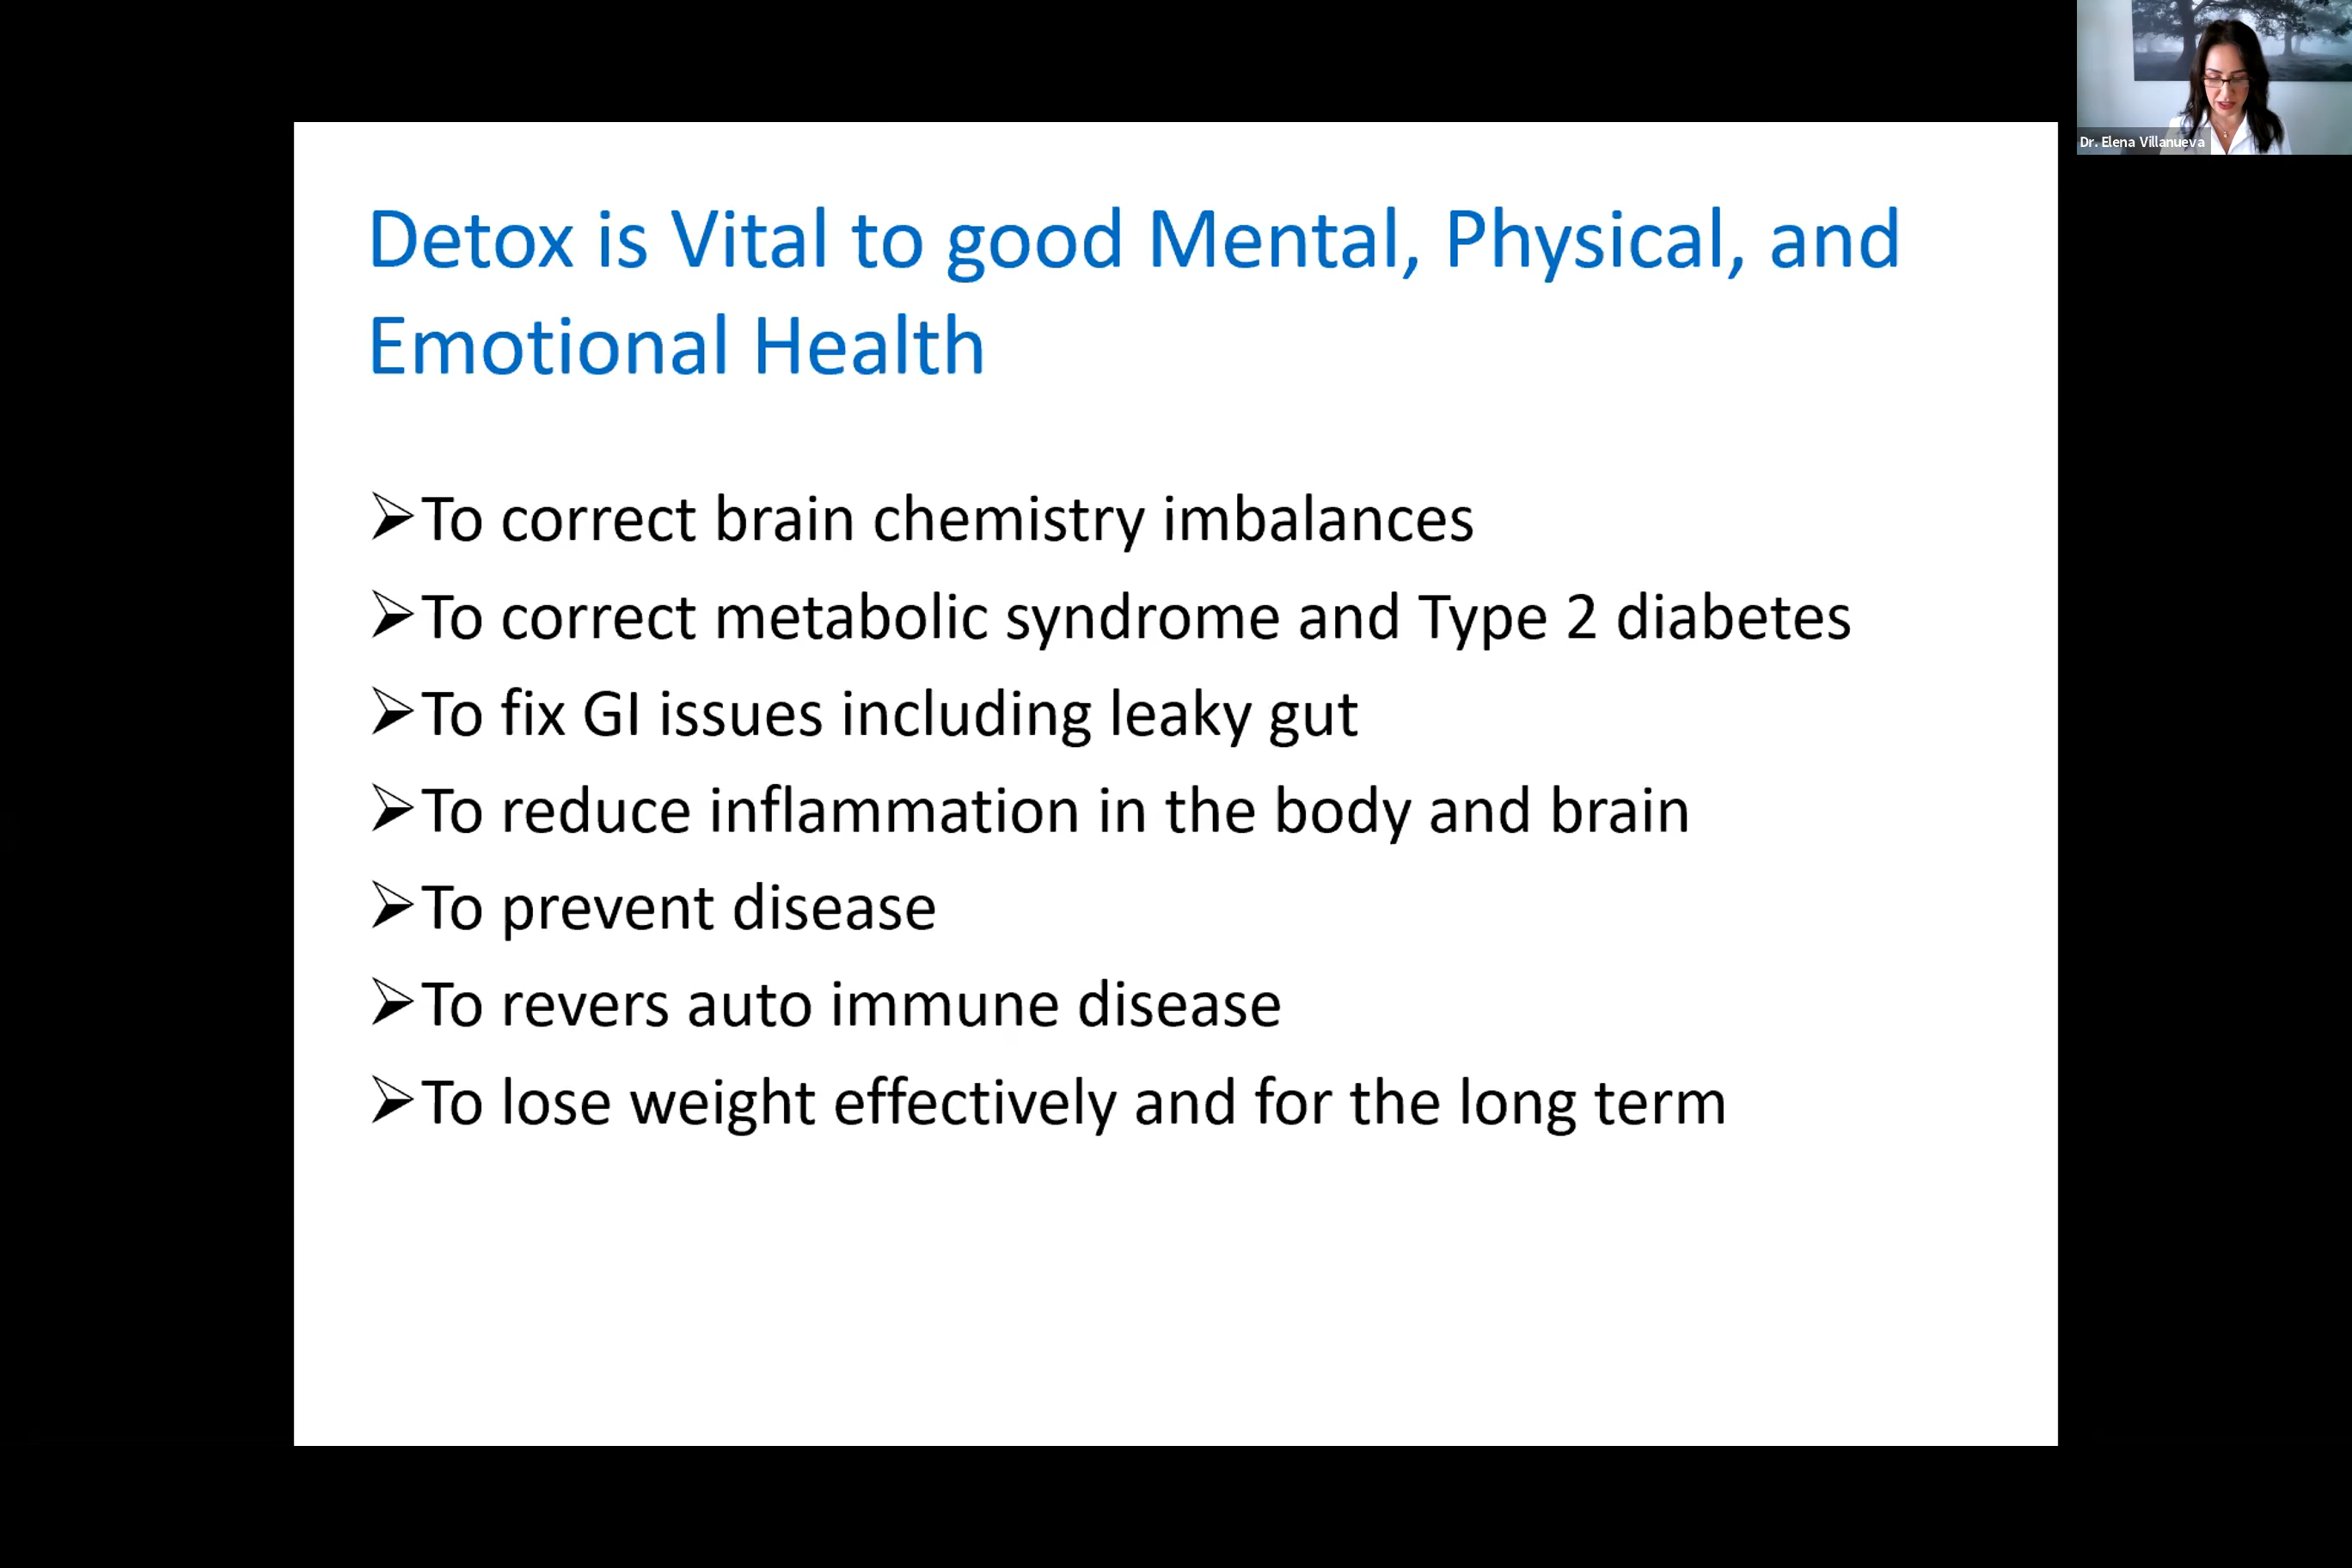 Detox is Vital to good Mental, Physical, and
Emotional Health
➢To correct brain chemistry imbalances
➢To correct metabolic syndrome and Type 2 diabetes
➢To fix GI issues including leaky gut
➢To reduce inflammation in the body and brain
➢To prevent disease
➢To revers auto immune disease
➢To lose weight effectively and for the long term
Dr. Elena Villanueva